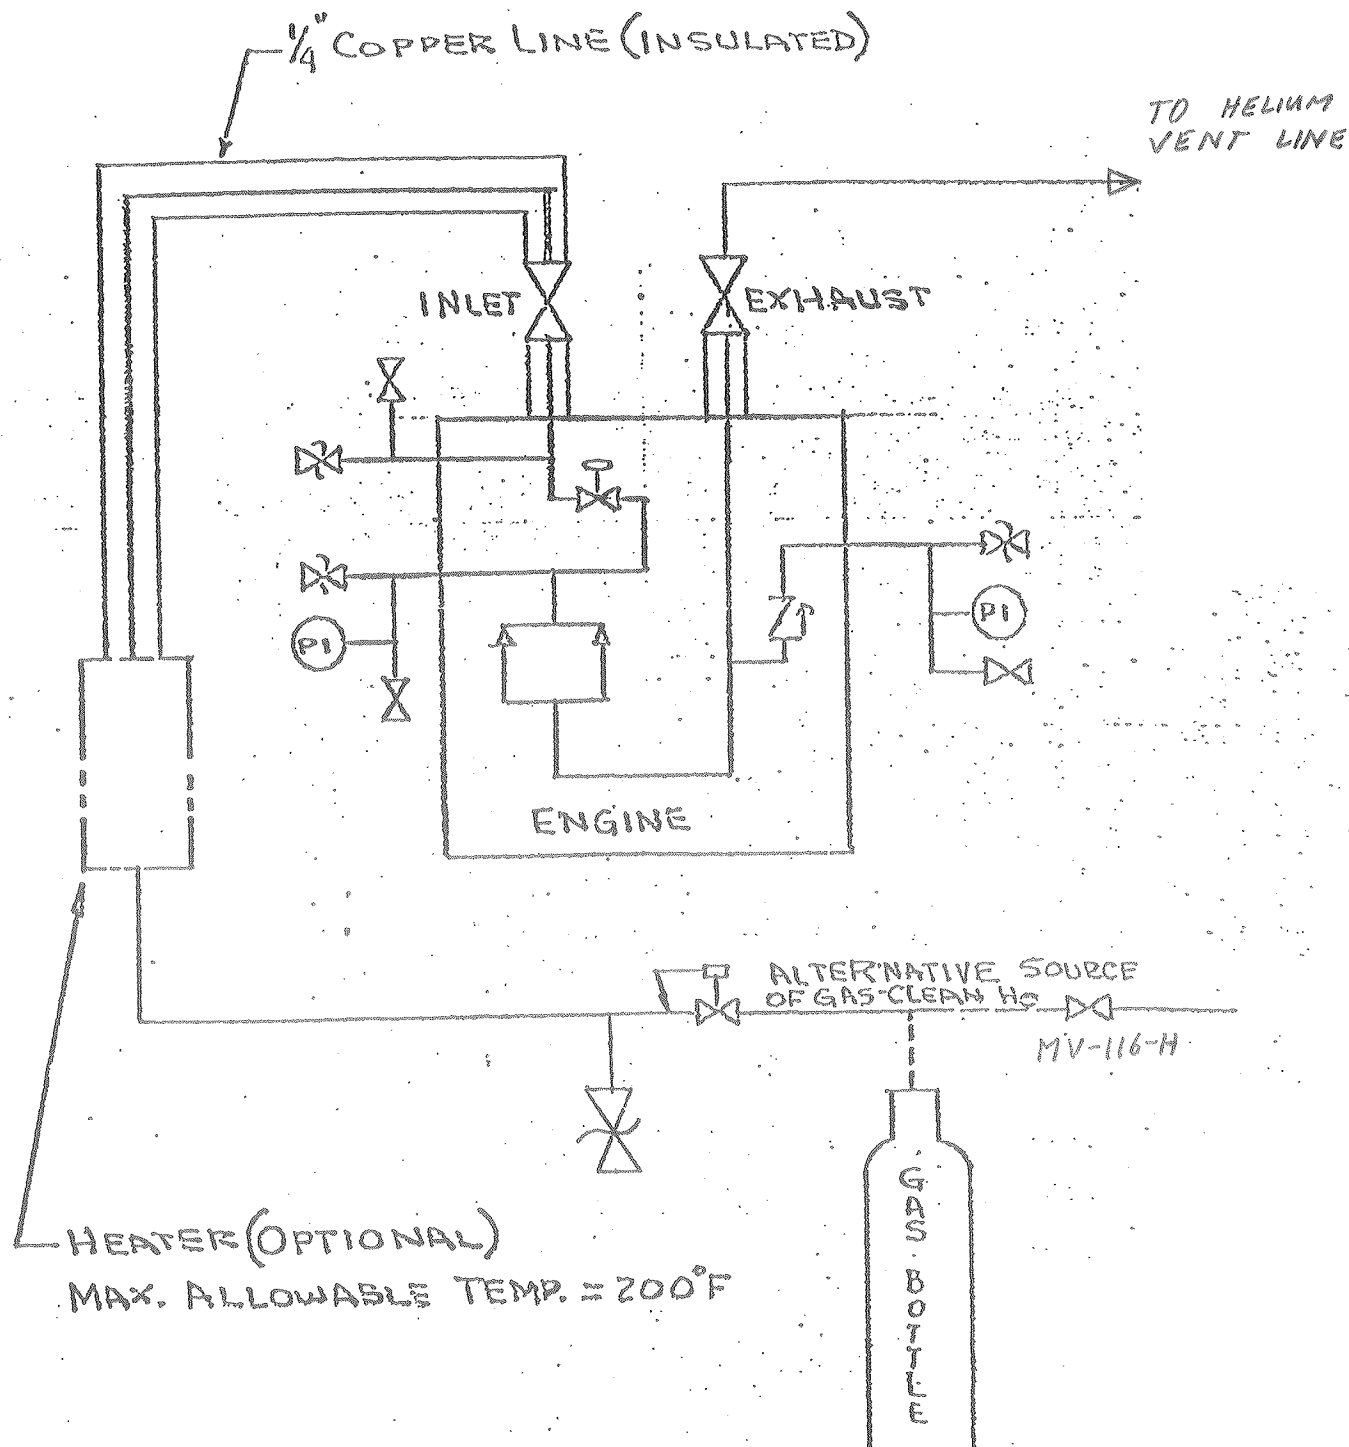 1/4" COPPER LINE (INSULATED)
TO HELIUM
VENT LINE
INLET
EXHAUST
PI
PI
ENGINE
ALTERNATIVE SOURCE
OF GAS-CLEAN He
MV-116-H
HEATER (OPTIONAL)
MAX. ALLOWABLE TEMP. = 200°F
GAS BOTTLE